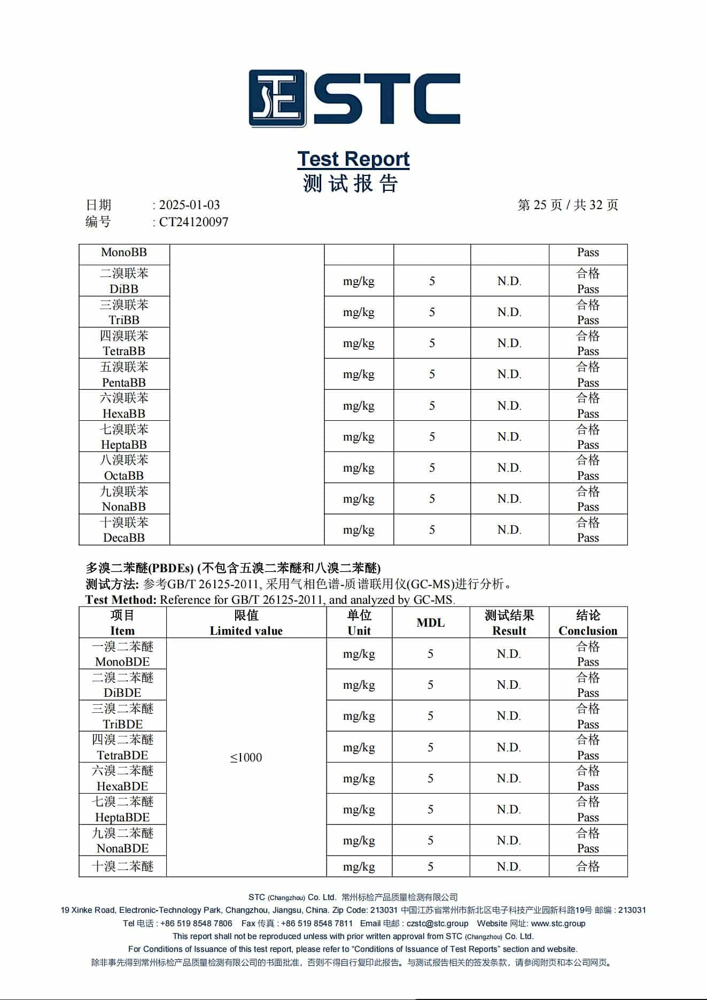 STC
Test Report
测试报告
日期 : 2025-01-03 第 25 页 / 共 32 页
编号 : CT24120097
MonoBB Pass
二溴联苯 合格
DiBB mg/kg 5 N.D. Pass
三溴联苯 合格
TriBB mg/kg 5 N.D. Pass
四溴联苯 合格
TetraBB mg/kg 5 N.D. Pass
五溴联苯 合格
PentaBB mg/kg 5 N.D. Pass
六溴联苯 合格
HexaBB mg/kg 5 N.D. Pass
七溴联苯 合格
HeptaBB mg/kg 5 N.D. Pass
八溴联苯 合格
OctaBB mg/kg 5 N.D. Pass
九溴联苯 合格
NonaBB mg/kg 5 N.D. Pass
十溴联苯 合格
DecaBB mg/kg 5 N.D. Pass
多溴二苯醚(PBDEs) (不包含五溴二苯醚和八溴二苯醚)
测试方法: 参考GB/T 26125-2011, 采用气相色谱-质谱联用仪(GC-MS)进行分析。
Test Method: Reference for GB/T 26125-2011, and analyzed by GC-MS.
项目 限值 单位 MDL 测试结果 结论
Item Limited value Unit Result Conclusion
一溴二苯醚 合格
MonoBDE mg/kg 5 N.D. Pass
二溴二苯醚 合格
DiBDE mg/kg 5 N.D. Pass
三溴二苯醚 合格
TriBDE mg/kg 5 N.D. Pass
四溴二苯醚 合格
TetraBDE ≤1000 mg/kg 5 N.D. Pass
六溴二苯醚 合格
HexaBDE mg/kg 5 N.D. Pass
七溴二苯醚 合格
HeptaBDE mg/kg 5 N.D. Pass
九溴二苯醚 合格
NonaBDE mg/kg 5 N.D. Pass
十溴二苯醚 mg/kg 5 N.D. 合格
STC (Changzhou) Co. Ltd. 常州标检产品质量检测有限公司
19 Xinke Road, Electronic-Technology Park, Changzhou, Jiangsu, China. Zip Code: 213031 中国江苏省常州市新北区电子科技产业园新科路19号 邮编 : 213031
Tel 电话 : +86 519 8548 7806 Fax 传真 : +86 519 8548 7811 Email 电邮 : czstc@stc.group Website 网址: www.stc.group
This report shall not be reproduced unless with prior written approval from STC (Changzhou) Co. Ltd.
For Conditions of Issuance of this test report, please refer to “Conditions of Issuance of Test Reports” section and website.
除非事先得到常州标检产品质量检测有限公司的书面批准，否则不得自行复印此报告。与测试报告相关的签发条款，请参阅附页和本公司网页。